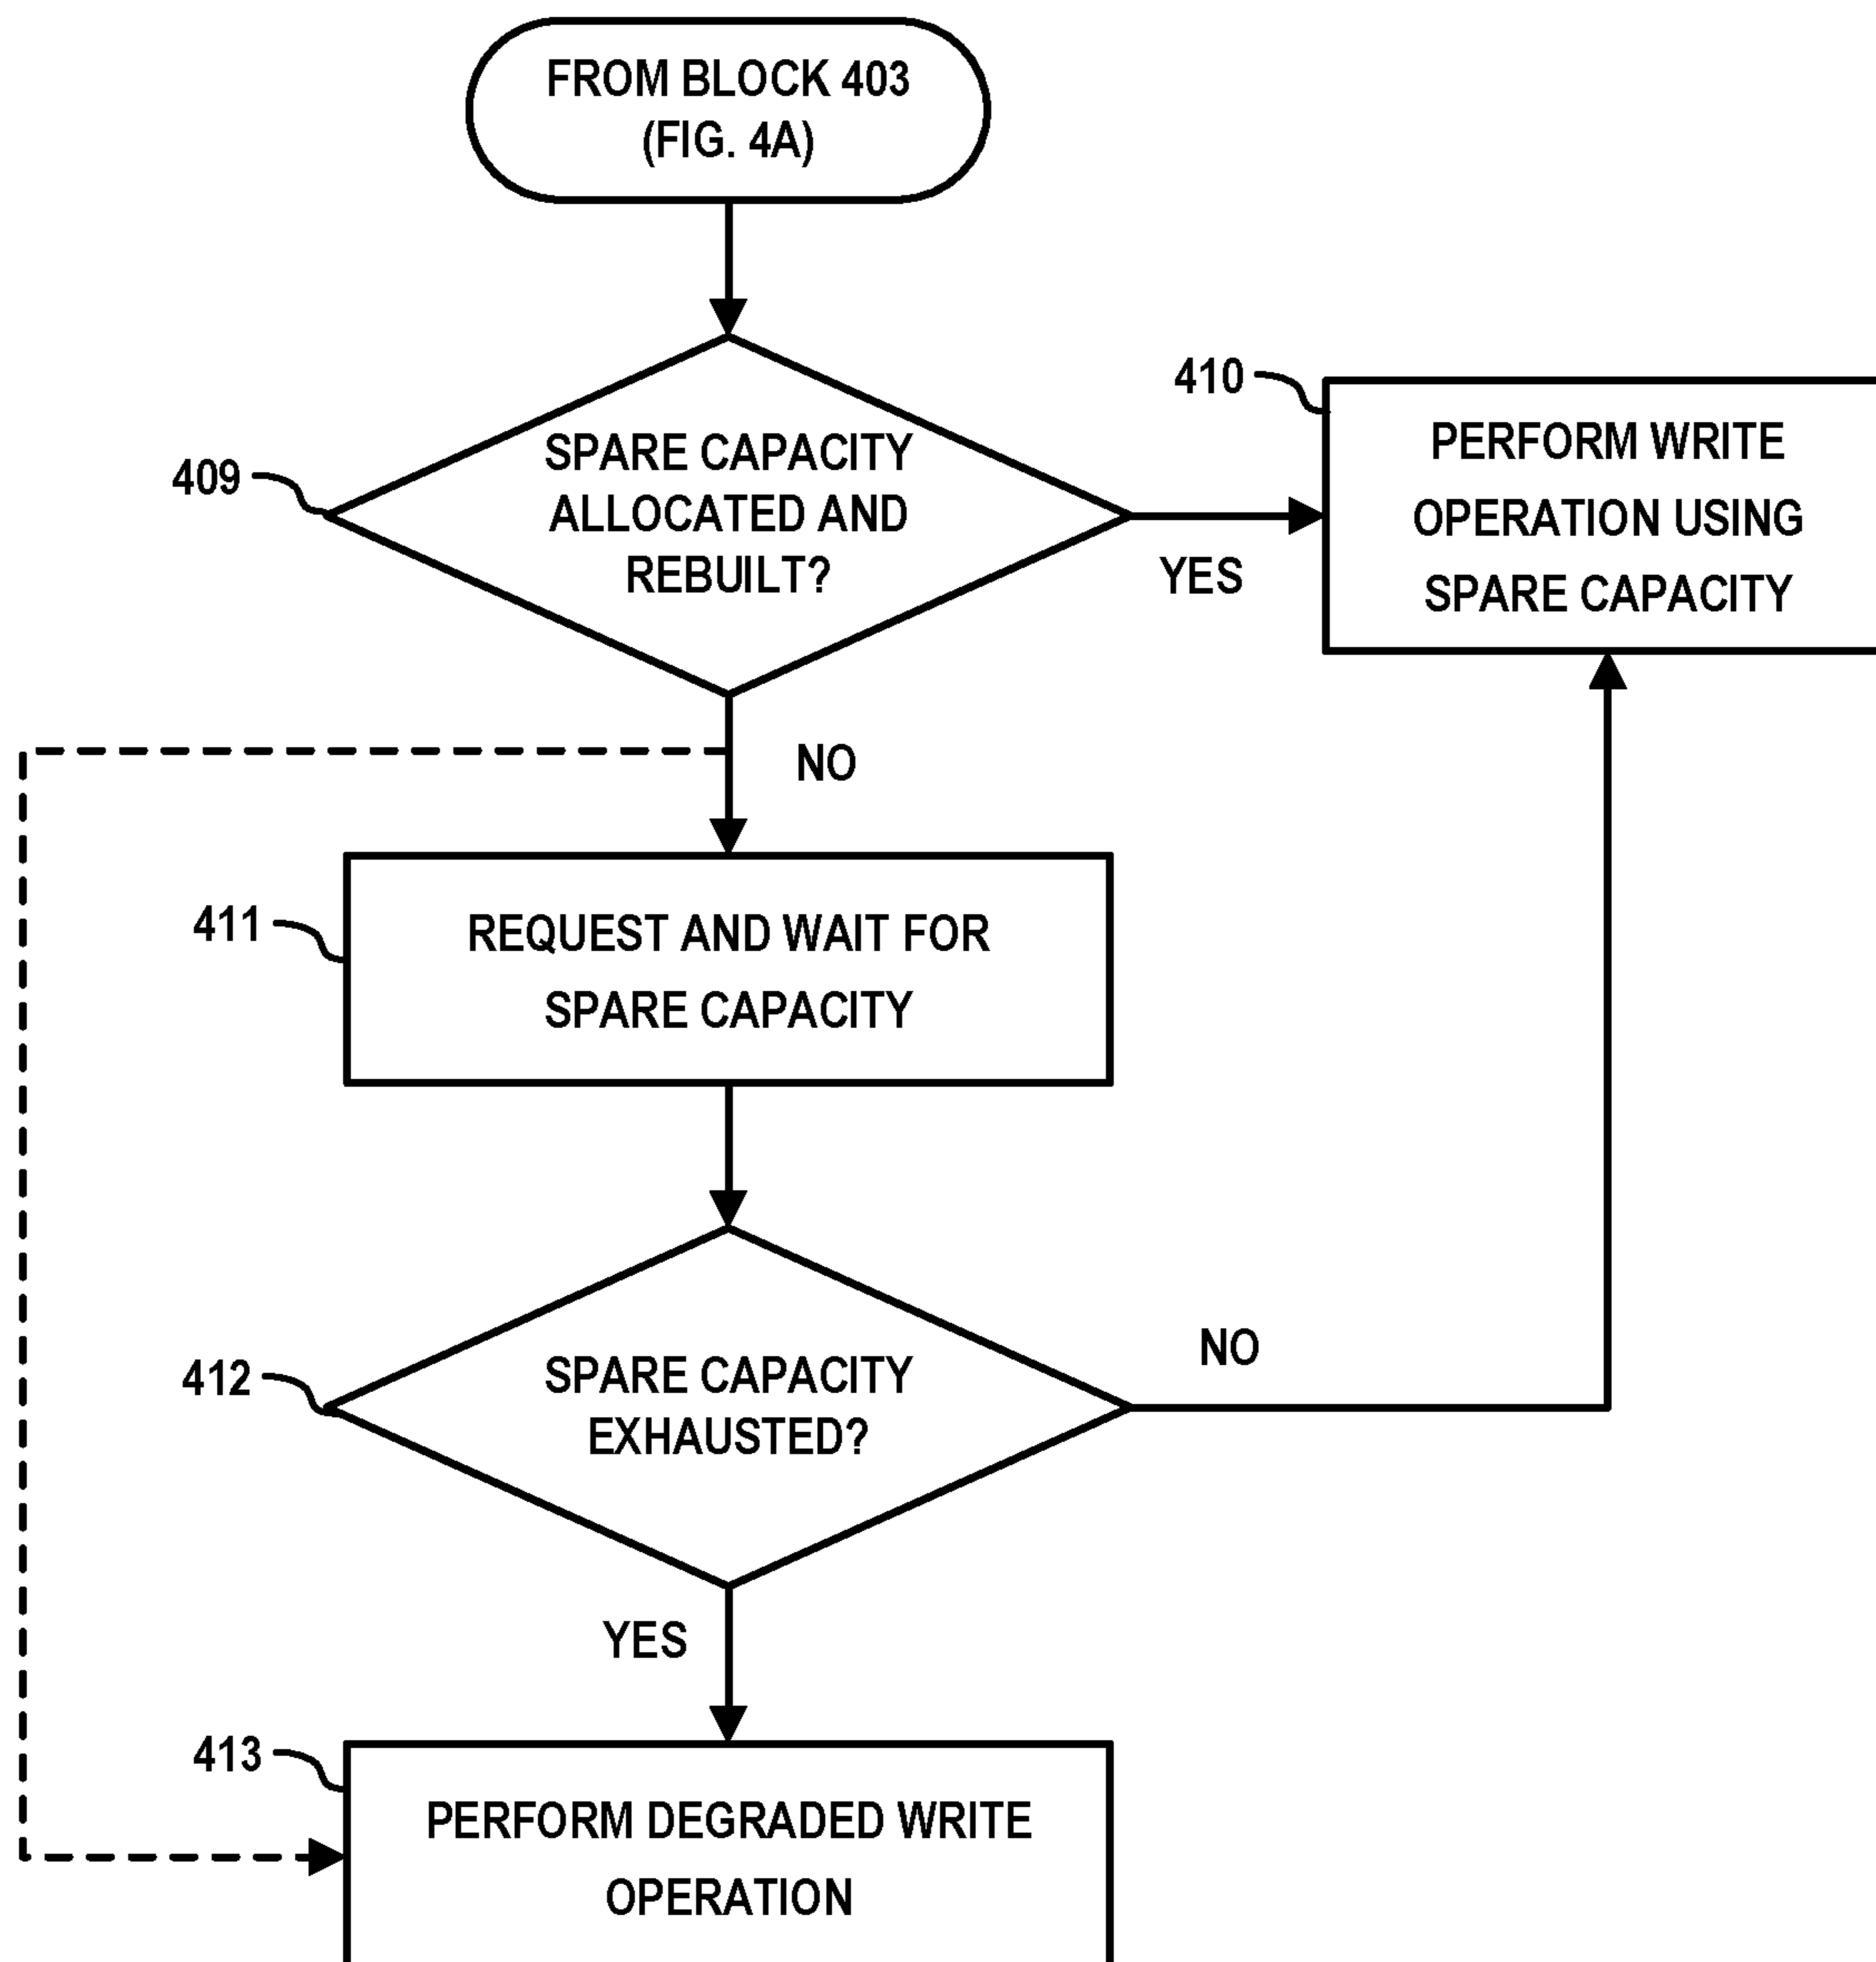 FROM BLOCK 403
(FIG. 4A)
409
SPARE CAPACITY
ALLOCATED AND
REBUILT?
YES
410
PERFORM WRITE
OPERATION USING
SPARE CAPACITY
NO
411
REQUEST AND WAIT FOR
SPARE CAPACITY
412
SPARE CAPACITY
EXHAUSTED?
NO
YES
413
PERFORM DEGRADED WRITE
OPERATION